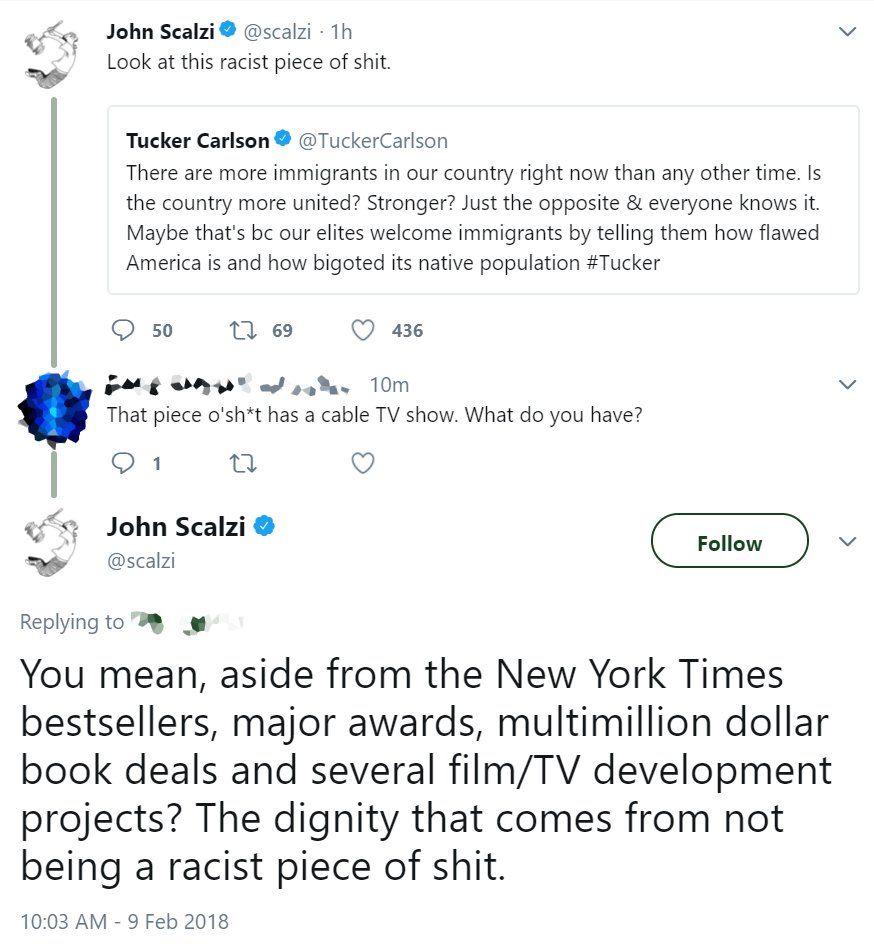 John Scalzi @scalzi · 1h
Look at this racist piece of shit.
Tucker Carlson @TuckerCarlson
There are more immigrants in our country right now than any other time. Is
the country more united? Stronger? Just the opposite & everyone knows it.
Maybe that's bc our elites welcome immigrants by telling them how flawed
America is and how bigoted its native population #Tucker
50 69 436
10m
That piece o'sh*t has a cable TV show. What do you have?
1
John Scalzi
@scalzi
Follow
Replying to
You mean, aside from the New York Times
bestsellers, major awards, multimillion dollar
book deals and several film/TV development
projects? The dignity that comes from not
being a racist piece of shit.
10:03 AM - 9 Feb 2018